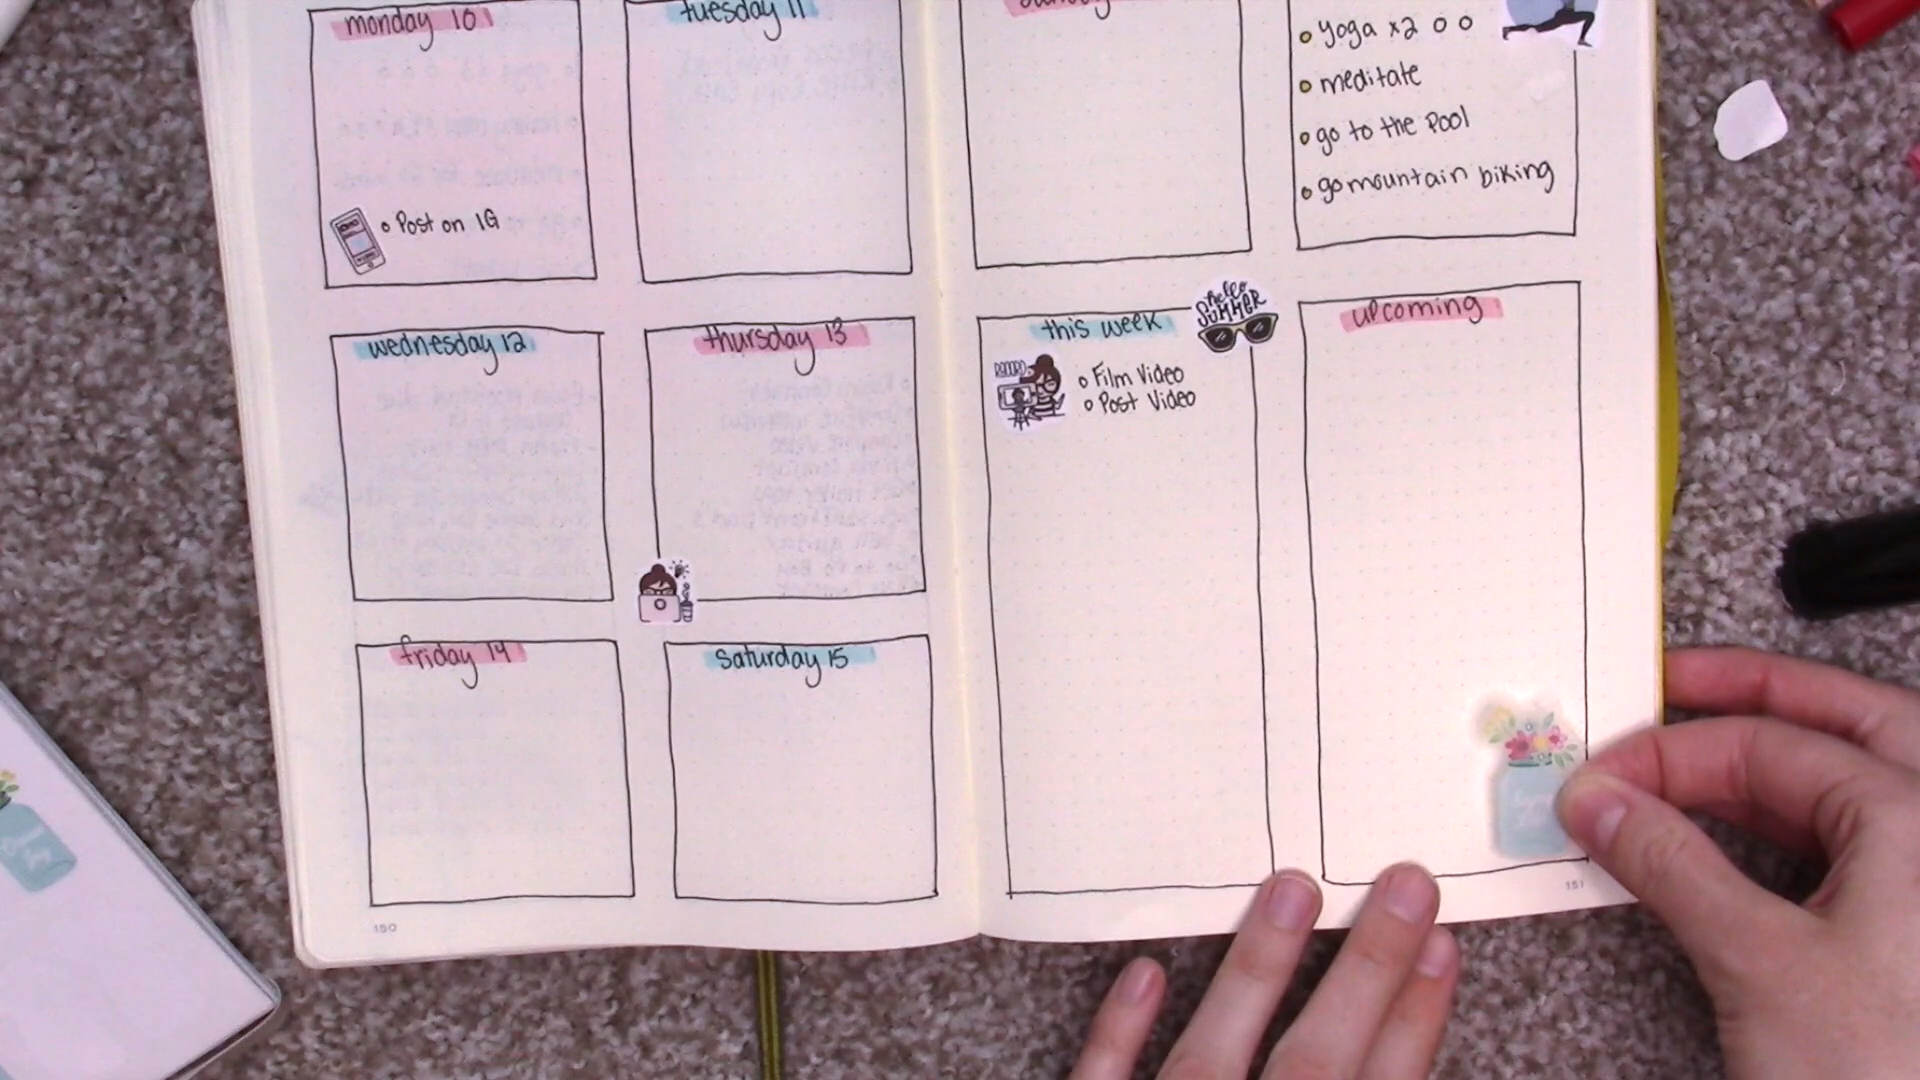 monday 10
Post on IG
tuesday 11
wednesday 12
thursday 13
friday 14
saturday 15
150
yoga x2
meditate
go to the Pool
go mountain biking
this week
hello
SUMMER
RECORD
Film Video
Post Video
upcoming
151